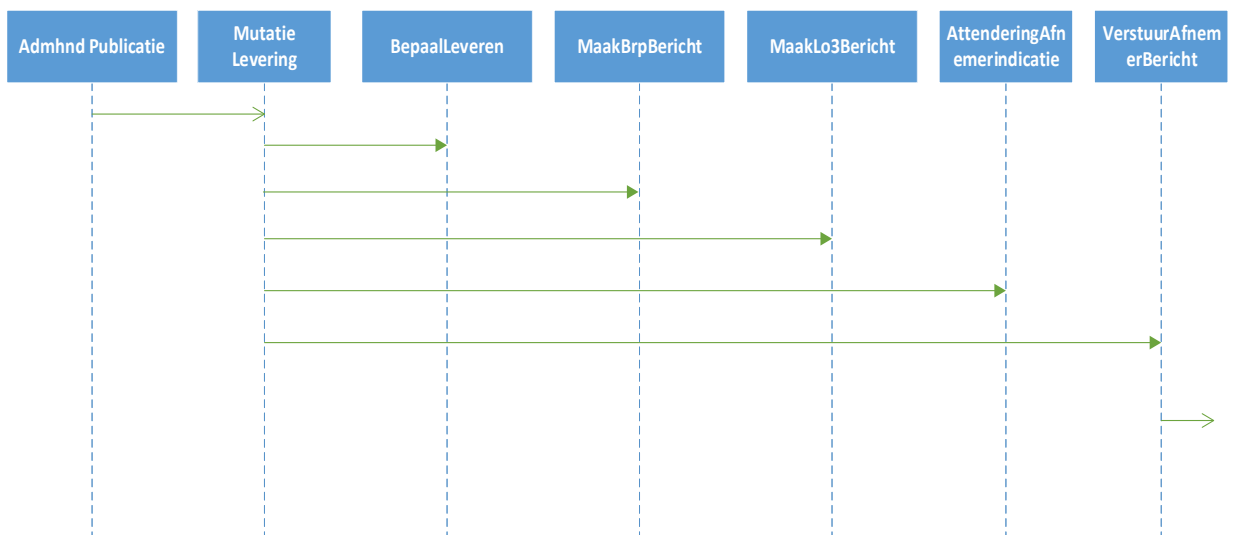 Admhnd Publicatie
Mutatie
Levering
BepaalLeveren
MaakBrpBericht
MaakLo3Bericht
AttenderingAfn
emerindicatie
VerstuurAfnem
erBericht